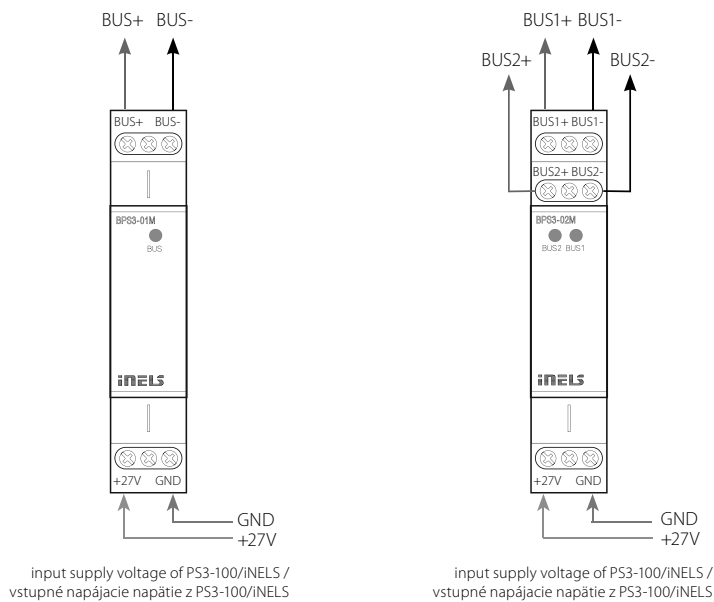 BUS+ BUS-
BUS+ BUS-
BPS3-01M
BUS
iNELS
+27V GND
GND
+27V
input supply voltage of PS3-100/iNELS /
vstupné napájacie napätie z PS3-100/iNELS
BUS1+ BUS1-
BUS2+ BUS2-
BUS1+ BUS1-
BUS2+ BUS2-
BPS3-02M
BUS2 BUS1
iNELS
+27V GND
GND
+27V
input supply voltage of PS3-100/iNELS /
vstupné napájacie napätie z PS3-100/iNELS